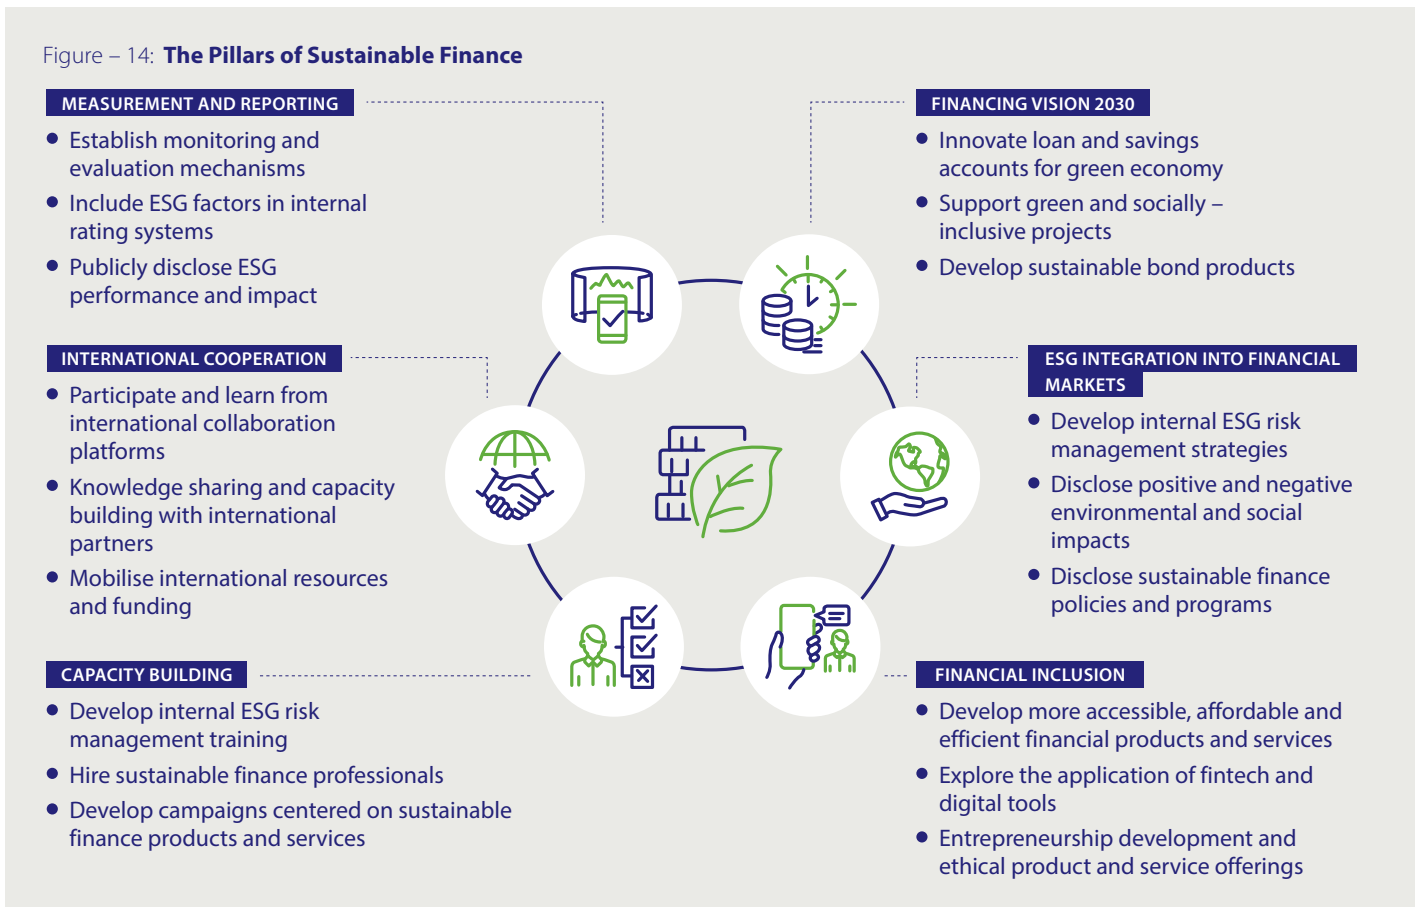 Figure – 14: The Pillars of Sustainable Finance
MEASUREMENT AND REPORTING
• Establish monitoring and
evaluation mechanisms
• Include ESG factors in internal
rating systems
• Publicly disclose ESG
performance and impact
INTERNATIONAL COOPERATION
• Participate and learn from
international collaboration
platforms
• Knowledge sharing and capacity
building with international
partners
• Mobilise international resources
and funding
CAPACITY BUILDING
• Develop internal ESG risk
management training
• Hire sustainable finance professionals
• Develop campaigns centered on sustainable
finance products and services
FINANCING VISION 2030
• Innovate loan and savings
accounts for green economy
• Support green and socially –
inclusive projects
• Develop sustainable bond products
ESG INTEGRATION INTO FINANCIAL
MARKETS
• Develop internal ESG risk
management strategies
• Disclose positive and negative
environmental and social
impacts
• Disclose sustainable finance
policies and programs
FINANCIAL INCLUSION
• Develop more accessible, affordable and
efficient financial products and services
• Explore the application of fintech and
digital tools
• Entrepreneurship development and
ethical product and service offerings